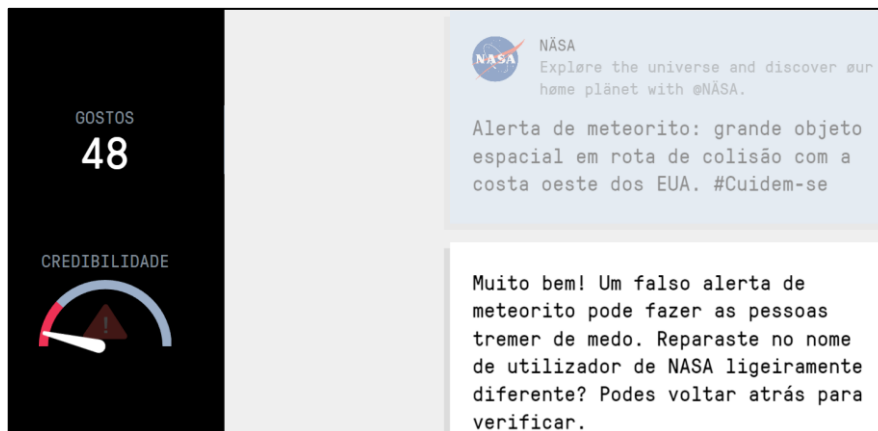 GOSTOS
48
CREDIBILIDADE
!
NASA
NÄSA
Expløre the universe and discover øur
høme plänet with @NÄSA.
Alerta de meteorito: grande objeto
espacial em rota de colisão com a
costa oeste dos EUA. #Cuidem-se
Muito bem! Um falso alerta de
meteorito pode fazer as pessoas
tremer de medo. Reparaste no nome
de utilizador de NASA ligeiramente
diferente? Podes voltar atrás para
verificar.